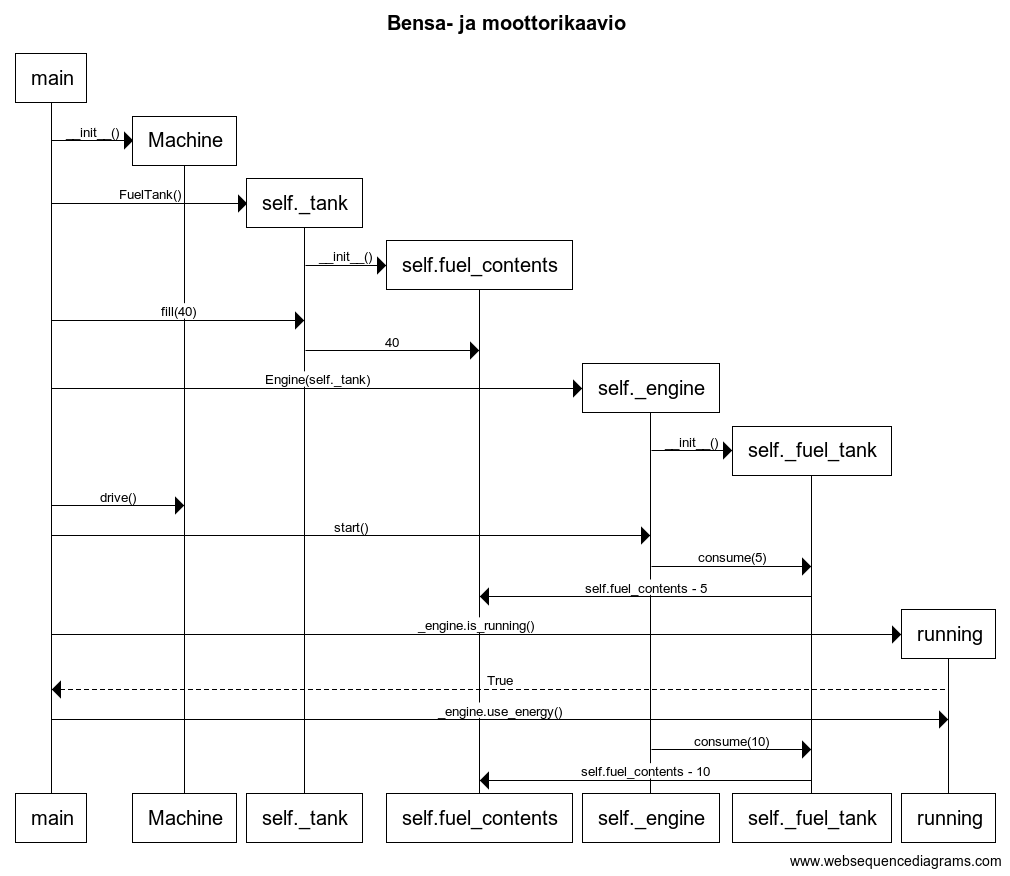 Bensa- ja moottorikaavio
main
__init__()
Machine
FuelTank()
self._tank
__init__()
self.fuel_contents
fill(40)
40
Engine(self._tank)
self._engine
__init__()
self._fuel_tank
drive()
start()
consume(5)
self.fuel_contents - 5
_engine.is_running()
running
True
_engine.use_energy()
consume(10)
self.fuel_contents - 10
main
Machine
self._tank
self.fuel_contents
self._engine
self._fuel_tank
running
www.websequencediagrams.com